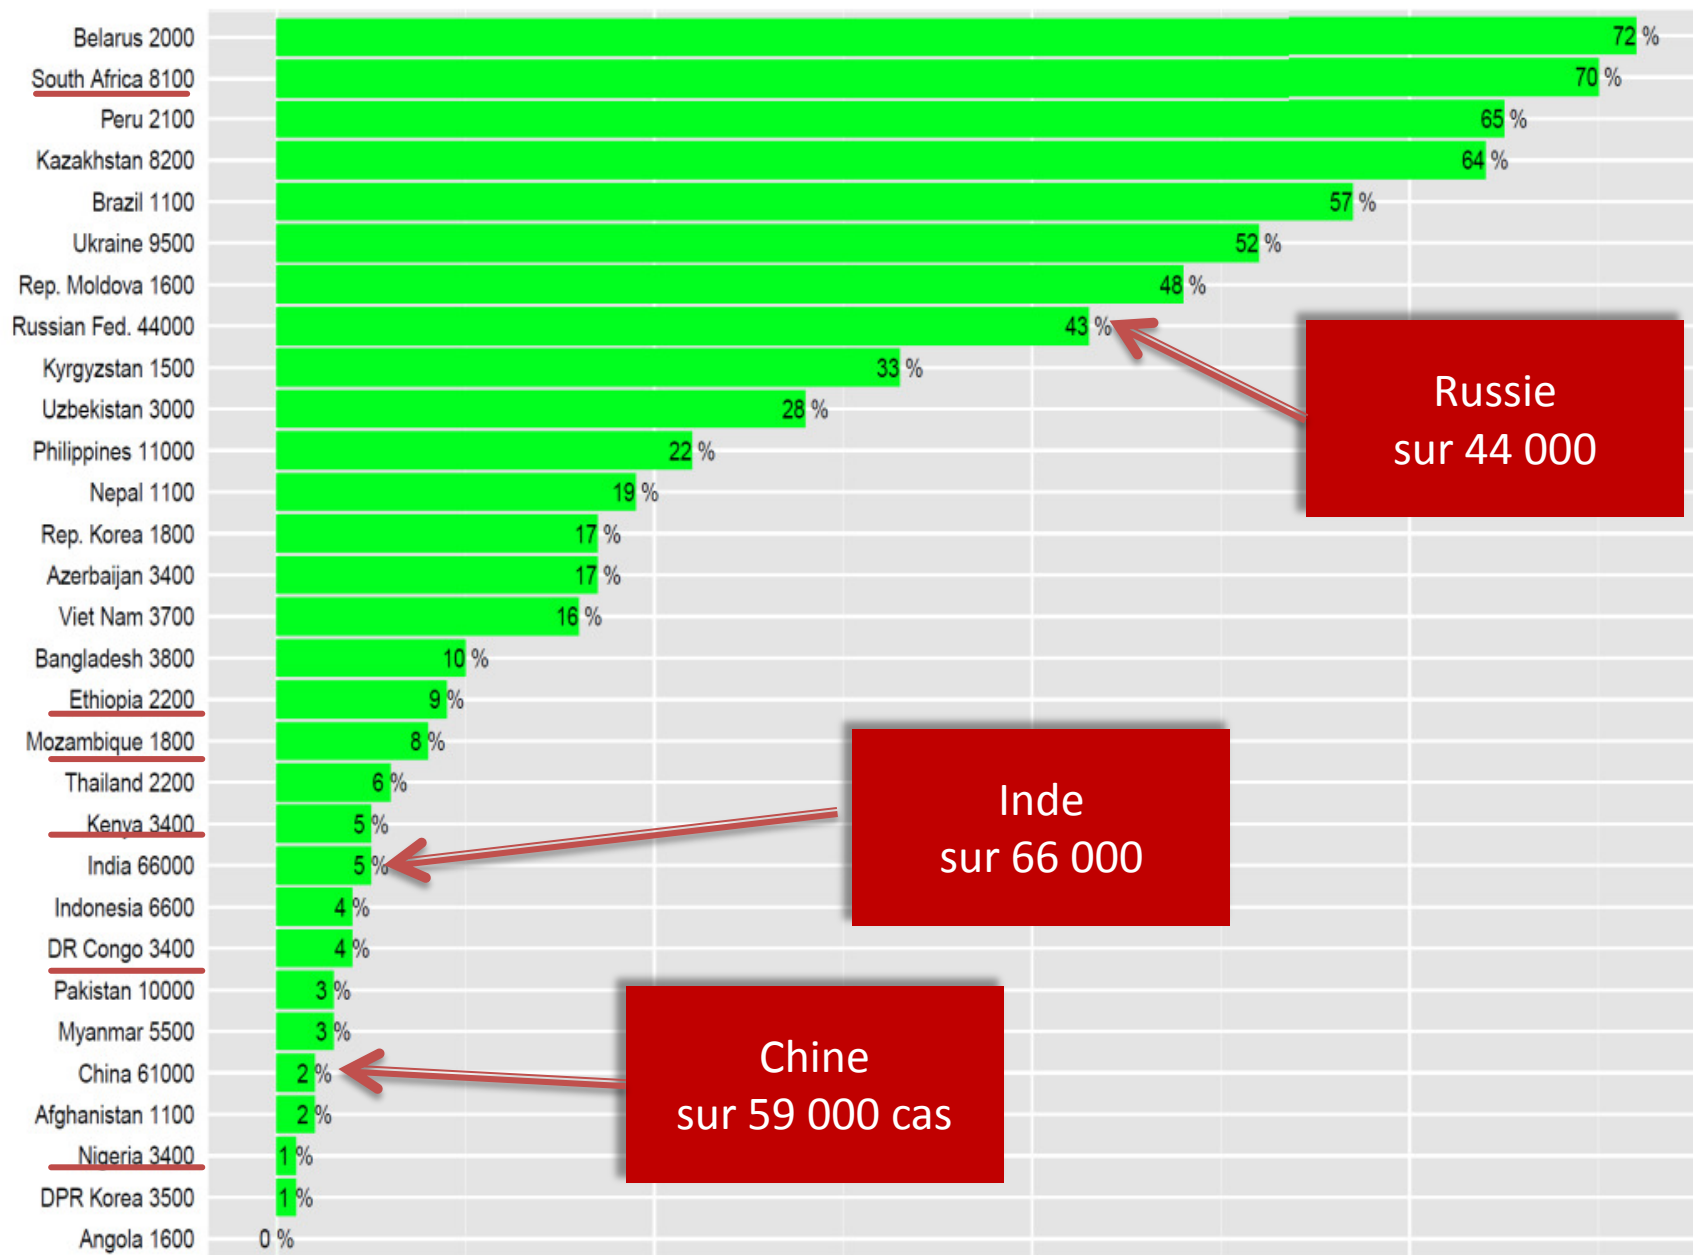 Belarus 2000 72 %
South Africa 8100 70 %
Peru 2100 65 %
Kazakhstan 8200 64 %
Brazil 1100 57 %
Ukraine 9500 52 %
Rep. Moldova 1600 48 %
Russian Fed. 44000 43 %
Kyrgyzstan 1500 33 %
Russie
sur 44 000
Uzbekistan 3000 28 %
Philippines 11000 22 %
Nepal 1100 19 %
Rep. Korea 1800 17 %
Azerbaijan 3400 17 %
Viet Nam 3700 16 %
Bangladesh 3800 10 %
Ethiopia 2200 9 %
Mozambique 1800 8 %
Thailand 2200 6 %
Kenya 3400 5 %
Inde
sur 66 000
India 66000 5 %
Indonesia 6600 4 %
DR Congo 3400 4 %
Pakistan 10000 3 %
Myanmar 5500 3 %
Chine
sur 59 000 cas
China 61000 2 %
Afghanistan 1100 2 %
Nigeria 3400 1 %
DPR Korea 3500 1 %
Angola 1600 0 %